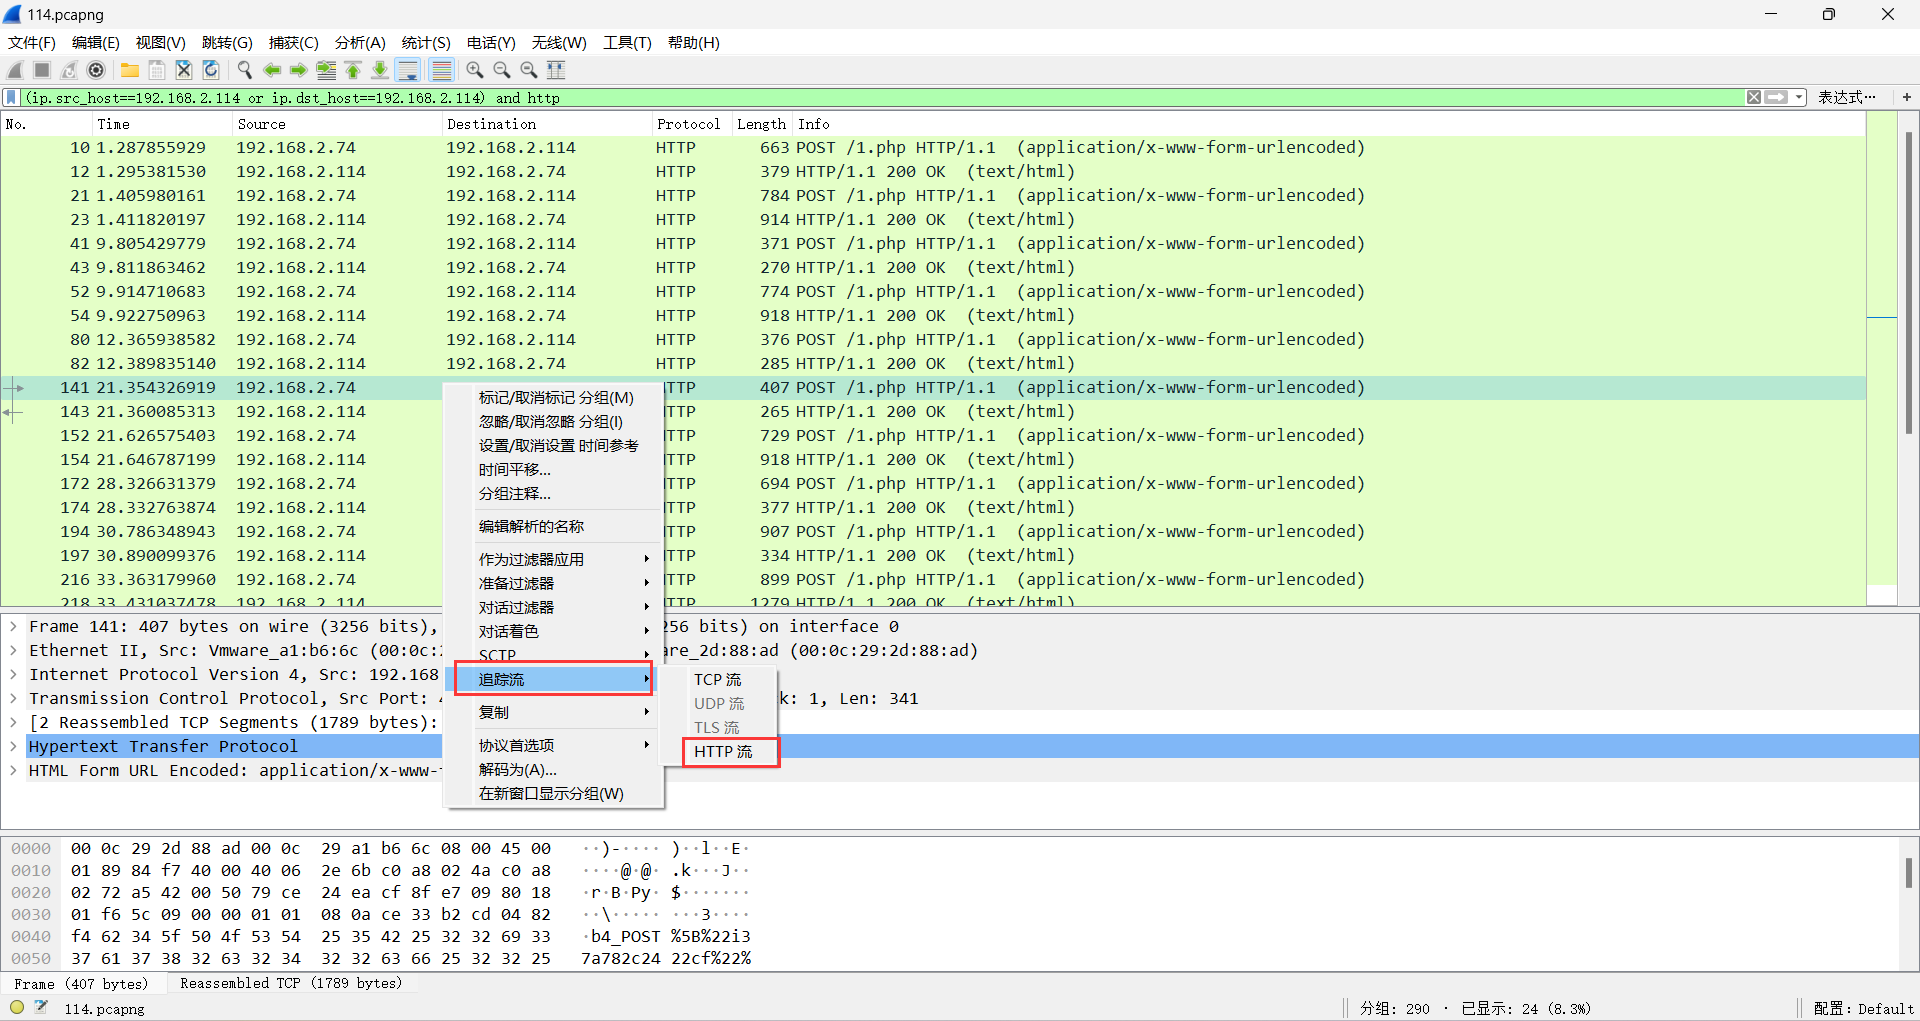 114.pcapng
文件(F) 编辑(E) 视图(V) 跳转(G) 捕获(C) 分析(A) 统计(S) 电话(Y) 无线(W) 工具(T) 帮助(H)
(ip.src_host==192.168.2.114 or ip.dst_host==192.168.2.114) and http 表达式… +
No. Time Source Destination Protocol Length Info
10 1.287855929 192.168.2.74 192.168.2.114 HTTP 663 POST /1.php HTTP/1.1 (application/x-www-form-urlencoded)
12 1.295381530 192.168.2.114 192.168.2.74 HTTP 379 HTTP/1.1 200 OK (text/html)
21 1.405980161 192.168.2.74 192.168.2.114 HTTP 784 POST /1.php HTTP/1.1 (application/x-www-form-urlencoded)
23 1.411820197 192.168.2.114 192.168.2.74 HTTP 914 HTTP/1.1 200 OK (text/html)
41 9.805429779 192.168.2.74 192.168.2.114 HTTP 371 POST /1.php HTTP/1.1 (application/x-www-form-urlencoded)
43 9.811863462 192.168.2.114 192.168.2.74 HTTP 270 HTTP/1.1 200 OK (text/html)
52 9.914710683 192.168.2.74 192.168.2.114 HTTP 774 POST /1.php HTTP/1.1 (application/x-www-form-urlencoded)
54 9.922750963 192.168.2.114 192.168.2.74 HTTP 918 HTTP/1.1 200 OK (text/html)
80 12.365938582 192.168.2.74 192.168.2.114 HTTP 376 POST /1.php HTTP/1.1 (application/x-www-form-urlencoded)
82 12.389835140 192.168.2.114 192.168.2.74 HTTP 285 HTTP/1.1 200 OK (text/html)
141 21.354326919 192.168.2.74 TTP 407 POST /1.php HTTP/1.1 (application/x-www-form-urlencoded)
143 21.360085313 192.168.2.114 TTP 265 HTTP/1.1 200 OK (text/html)
152 21.626575403 192.168.2.74 TTP 729 POST /1.php HTTP/1.1 (application/x-www-form-urlencoded)
154 21.646787199 192.168.2.114 TTP 918 HTTP/1.1 200 OK (text/html)
172 28.326631379 192.168.2.74 TTP 694 POST /1.php HTTP/1.1 (application/x-www-form-urlencoded)
174 28.332763874 192.168.2.114 TTP 377 HTTP/1.1 200 OK (text/html)
194 30.786348943 192.168.2.74 TTP 907 POST /1.php HTTP/1.1 (application/x-www-form-urlencoded)
197 30.890099376 192.168.2.114 TTP 334 HTTP/1.1 200 OK (text/html)
216 33.363179960 192.168.2.74 TTP 899 POST /1.php HTTP/1.1 (application/x-www-form-urlencoded)
218 33.431037478 192.168.2.114 TTP 1279 HTTP/1.1 200 OK (text/html)
标记/取消标记 分组(M)
忽略/取消忽略 分组(I)
设置/取消设置 时间参考
时间平移...
分组注释...
编辑解析的名称
作为过滤器应用
准备过滤器
对话过滤器
对话着色
SCTP
追踪流
复制
协议首选项
解码为(A)...
在新窗口显示分组(W)
TCP 流
UDP 流
TLS 流
HTTP 流
Frame 141: 407 bytes on wire (3256 bits), 256 bits) on interface 0
Ethernet II, Src: Vmware_a1:b6:6c (00:0c: are_2d:88:ad (00:0c:29:2d:88:ad)
Internet Protocol Version 4, Src: 192.168
Transmission Control Protocol, Src Port: 4 k: 1, Len: 341
[2 Reassembled TCP Segments (1789 bytes):
Hypertext Transfer Protocol
HTML Form URL Encoded: application/x-www-
0000 00 0c 29 2d 88 ad 00 0c 29 a1 b6 6c 08 00 45 00 ··)-···· )··l··E·
0010 01 89 84 f7 40 00 40 06 2e 6b c0 a8 02 4a c0 a8 ····@·@· .k···J··
0020 02 72 a5 42 00 50 79 ce 24 ea cf 8f e7 09 80 18 ·r·B·Py· $·······
0030 01 f6 5c 09 00 00 01 01 08 0a ce 33 b2 cd 04 82 ··\····· ···3····
0040 f4 62 34 5f 50 4f 53 54 25 35 42 25 32 32 69 33 ·b4_POST %5B%22i3
0050 37 61 37 38 32 63 32 34 32 32 63 66 25 32 32 25 7a782c24 22cf%22%
Frame (407 bytes) Reassembled TCP (1789 bytes)
114.pcapng 分组: 290 · 已显示: 24 (8.3%) 配置: Default